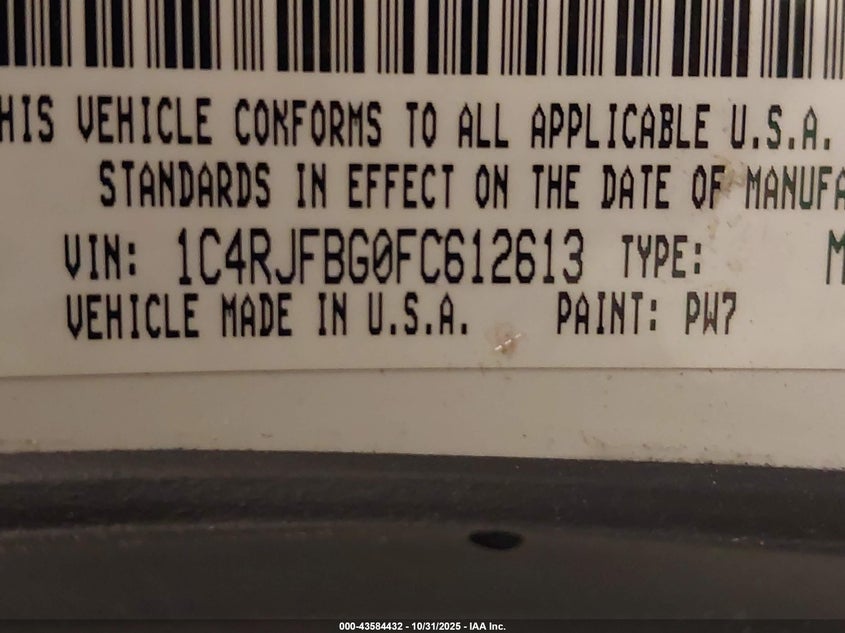 HIS VEHICLE CONFORMS TO ALL APPLICABLE U.S.A.
STANDARDS IN EFFECT ON THE DATE OF MANUFA
VIN: 1C4RJFBG0FC612613 TYPE: M
VEHICLE MADE IN U.S.A. PAINT: PW7
000-43584432 - 10/31/2025 - IAA Inc.